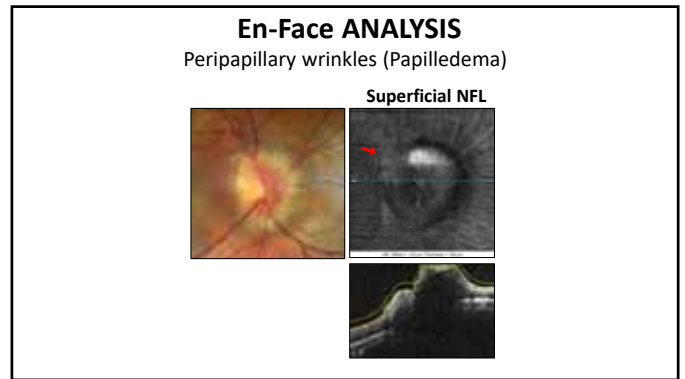 En-Face ANALYSIS
Peripapillary wrinkles (Papilledema)
Superficial NFL